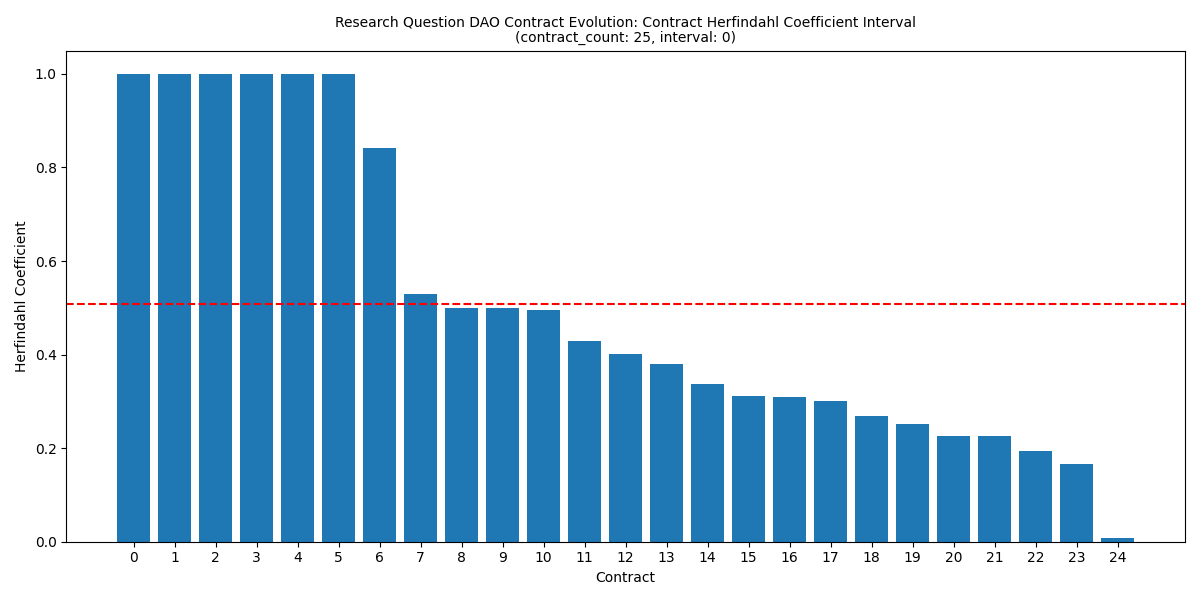 Research Question DAO Contract Evolution: Contract Herfindahl Coefficient Interval
(contract_count: 25, interval: 0)
Herfindahl Coefficient
1.0
0.8
0.6
0.4
0.2
0.0
0 1 2 3 4 5 6 7 8 9 10 11 12 13 14 15 16 17 18 19 20 21 22 23 24
Contract